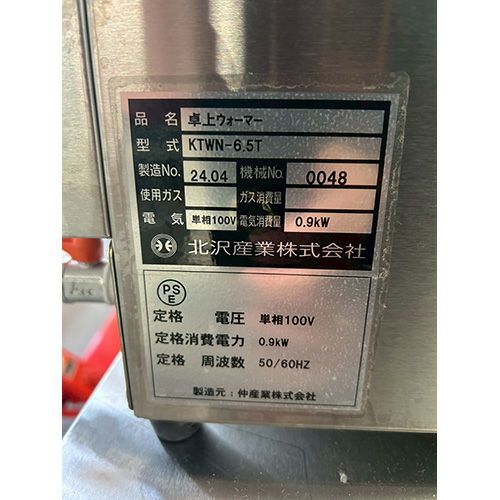 品名 卓上ウォーマー
型式 KTWN-6.5T
製造No. 24.04 機械No. 0048
使用ガス ガス消費量
電気 単相100V 電気消費量 0.9kW
北沢産業株式会社
PS
E
定格 電圧 単相100V
定格消費電力 0.9kW
定格 周波数 50/60HZ
製造元：仲産業株式会社